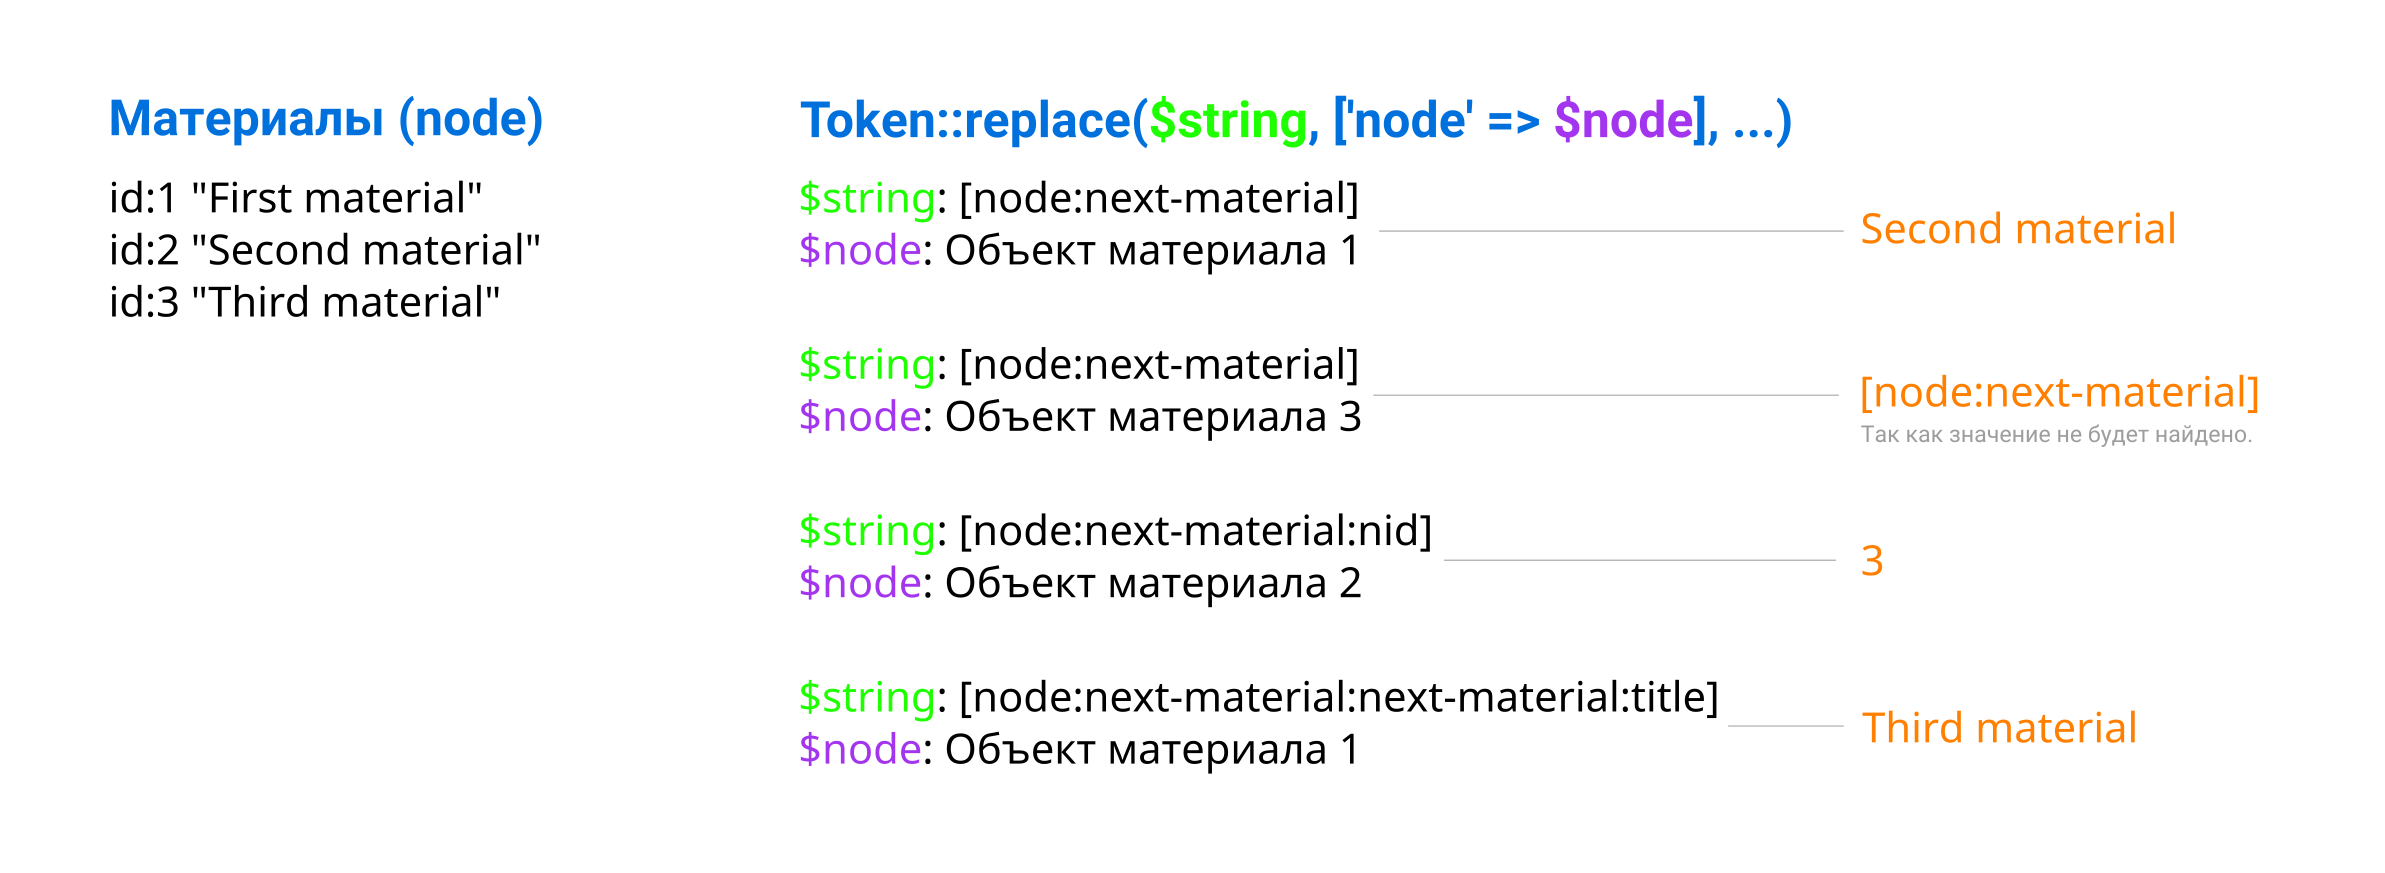 Материалы (node)
id:1 "First material"
id:2 "Second material"
id:3 "Third material"
Token::replace($string, ['node' => $node], ...)
$string: [node:next-material]
$node: Объект материала 1
Second material
$string: [node:next-material]
$node: Объект материала 3
[node:next-material]
Так как значение не будет найдено.
$string: [node:next-material:nid]
$node: Объект материала 2
3
$string: [node:next-material:next-material:title]
$node: Объект материала 1
Third material